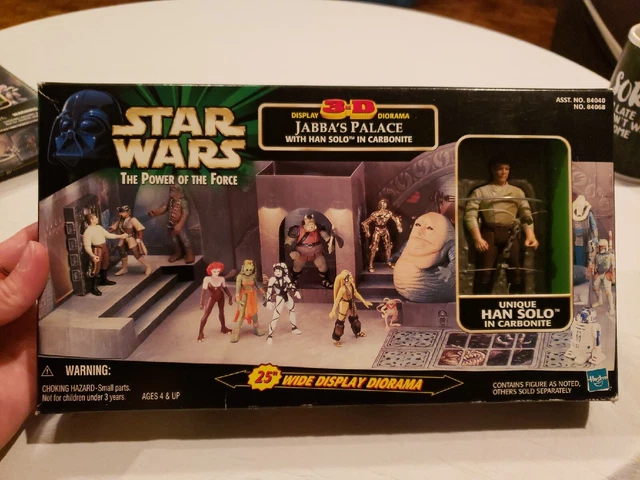 STAR
WARS
THE POWER OF THE FORCE
DISPLAY 3-D DIORAMA
JABBA'S PALACE
WITH HAN SOLO™ IN CARBONITE
ASST. NO. 84040
NO. 84068
UNIQUE
HAN SOLO™
IN CARBONITE
25" WIDE DISPLAY DIORAMA
WARNING:
CHOKING HAZARD-Small parts.
Not for children under 3 years.
AGES 4 & UP
CONTAINS FIGURE AS NOTED,
OTHERS SOLD SEPARATELY
Hasbro